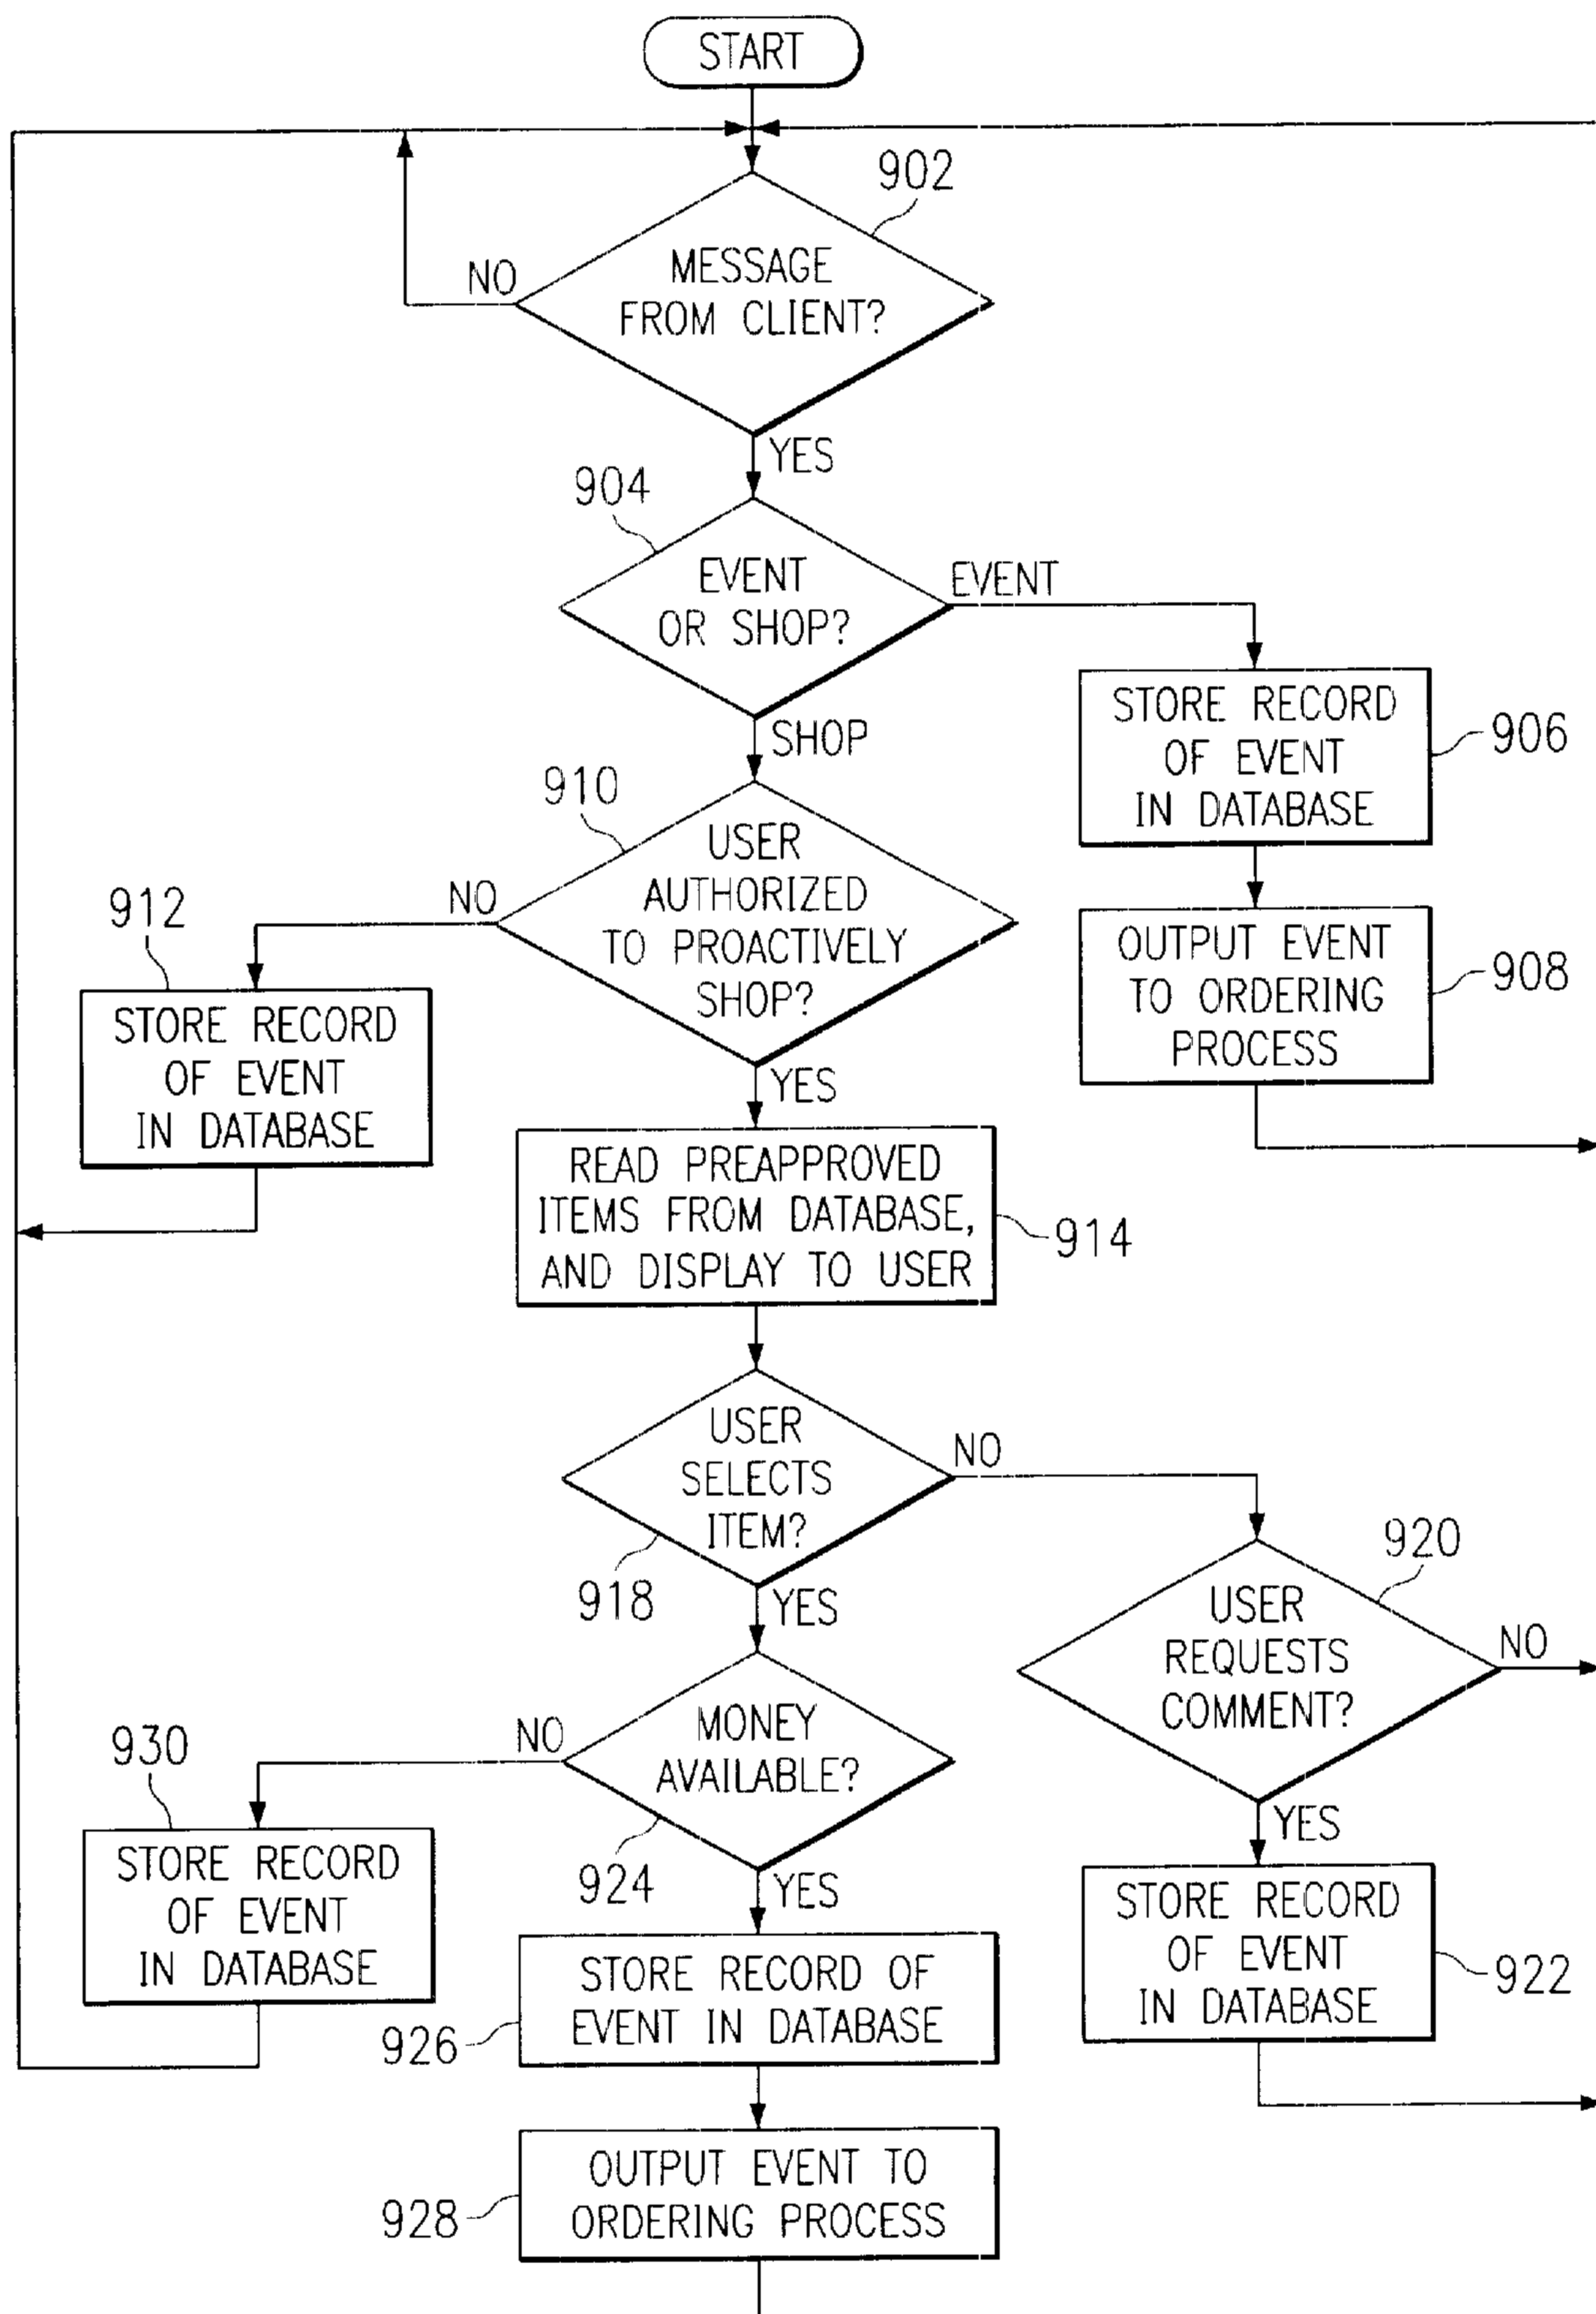 START
902
MESSAGE
FROM CLIENT?
NO
YES
904
EVENT
OR SHOP?
EVENT
SHOP
STORE RECORD
OF EVENT
IN DATABASE
906
910
USER
AUTHORIZED
TO PROACTIVELY
SHOP?
NO
YES
912
STORE RECORD
OF EVENT
IN DATABASE
OUTPUT EVENT
TO ORDERING
PROCESS
908
READ PREAPPROVED
ITEMS FROM DATABASE,
AND DISPLAY TO USER
914
USER
SELECTS
ITEM?
918
NO
YES
920
USER
REQUESTS
COMMENT?
NO
YES
MONEY
AVAILABLE?
924
NO
YES
930
STORE RECORD
OF EVENT
IN DATABASE
STORE RECORD
OF EVENT
IN DATABASE
922
STORE RECORD OF
EVENT IN DATABASE
926
OUTPUT EVENT TO
ORDERING PROCESS
928